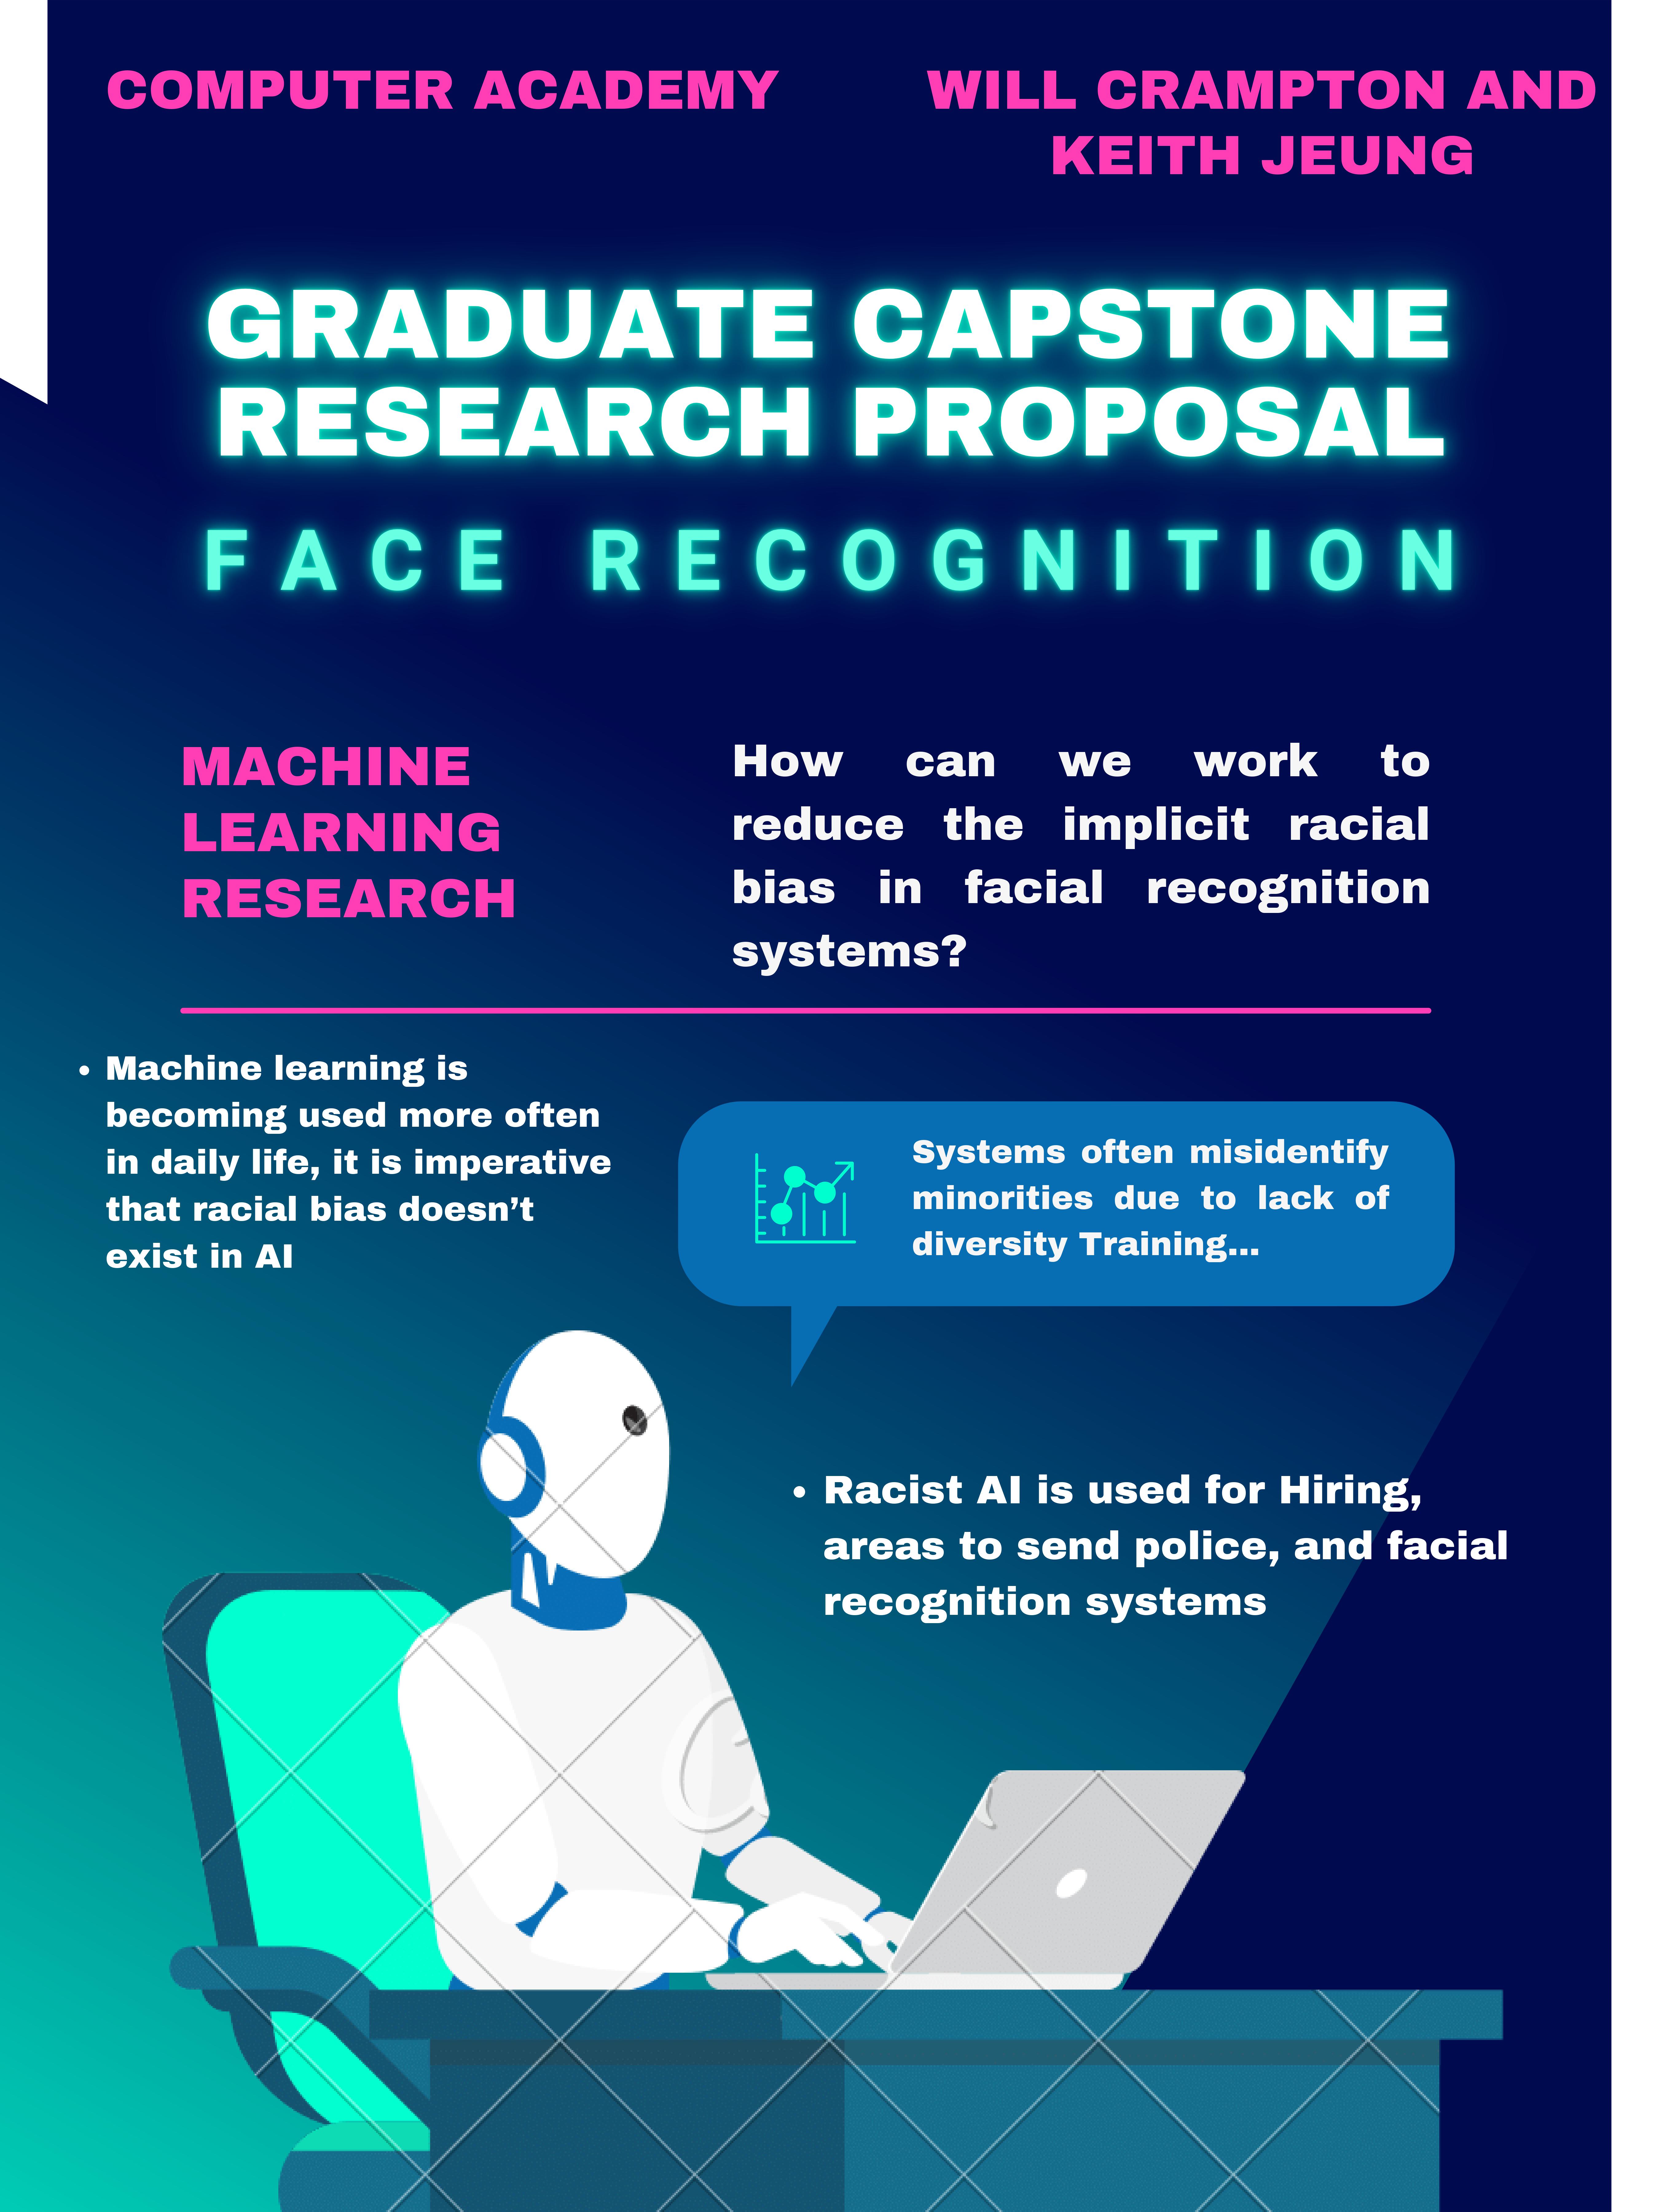 COMPUTER ACADEMY
WILL CRAMPTON AND
KEITH JEUNG
GRADUATE CAPSTONE
RESEARCH PROPOSAL
FACE RECOGNITION
MACHINE
LEARNING
RESEARCH
How can we work to
reduce the implicit racial
bias in facial recognition
systems?
• Machine learning is
becoming used more often
in daily life, it is imperative
that racial bias doesn't
exist in AI
Systems often misidentify
minorities due to lack of
diversity Training...
• Racist AI is used for Hiring,
areas to send police, and facial
recognition systems